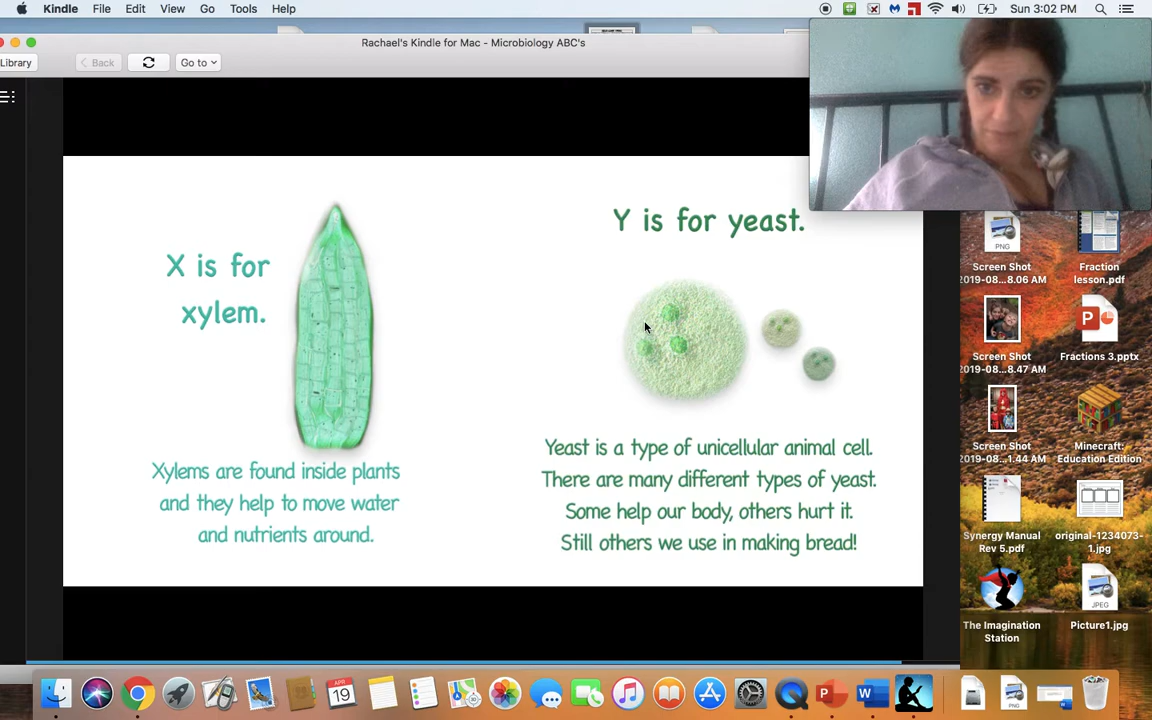 Kindle File Edit View Go Tools Help
Sun 3:02 PM
Rachael's Kindle for Mac - Microbiology ABC's
Library
Back
Go to
X is for
xylem.
Xylems are found inside plants
and they help to move water
and nutrients around.
Y is for yeast.
Yeast is a type of unicellular animal cell.
There are many different types of yeast.
Some help our body, others hurt it.
Still others we use in making bread!
PNG
Screen Shot
2019-08...8.06 AM
Fraction
lesson.pdf
Screen Shot
2019-08...8.47 AM
P
Fractions 3.pptx
Screen Shot
2019-08...1.44 AM
Minecraft:
Education Edition
Synergy Manual
Rev 5.pdf
original-1234073-
1.jpg
The Imagination
Station
JPEG
Picture1.jpg
APR
19
P
W
PNG